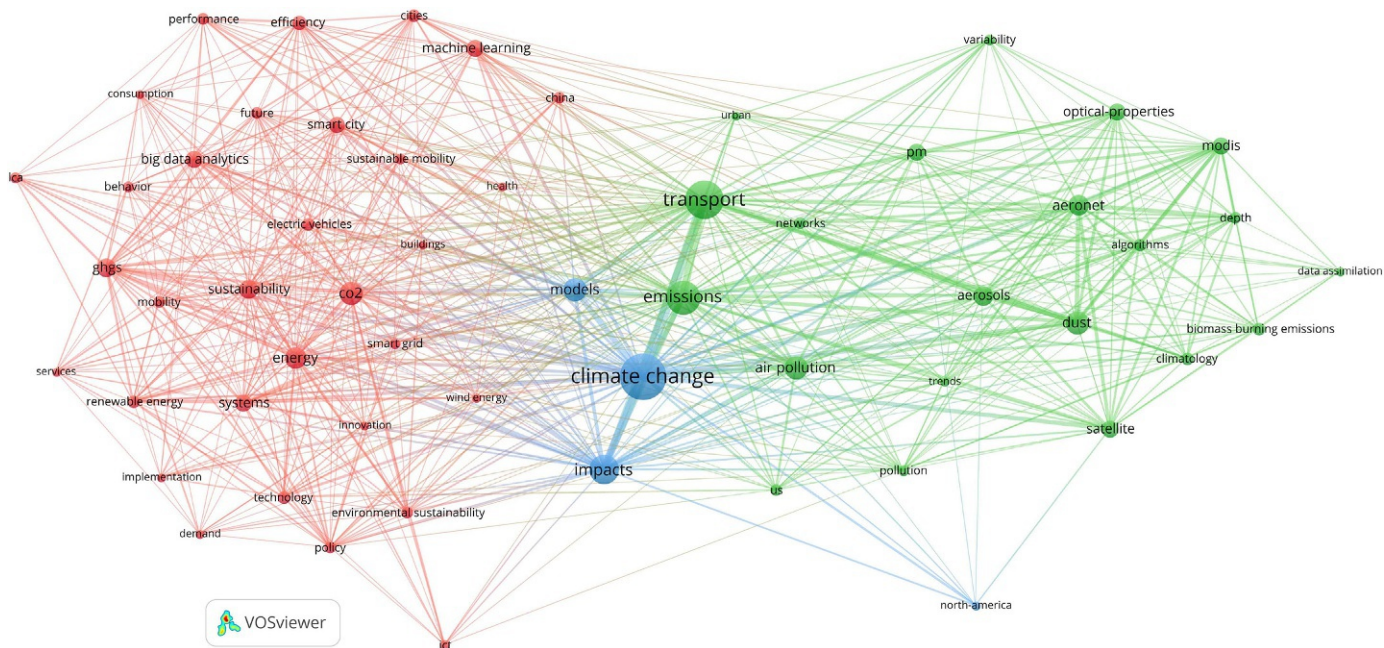 performance
efficiency
cities
machine learning
variability
consumption
future
china
smart city
urban
optical-properties
big data analytics
sustainable mobility
pm
modis
lca
behavior
health
transport
aeronet
depth
electric vehicles
networks
buildings
algorithms
ghgs
data assimilation
mobility
sustainability
co2
models
emissions
aerosols
dust
biomass burning emissions
smart grid
energy
climatology
services
climate change
air pollution
trends
renewable energy
systems
wind energy
innovation
satellite
implementation
impacts
pollution
technology
us
environmental sustainability
demand
policy
north-america
VOSviewer